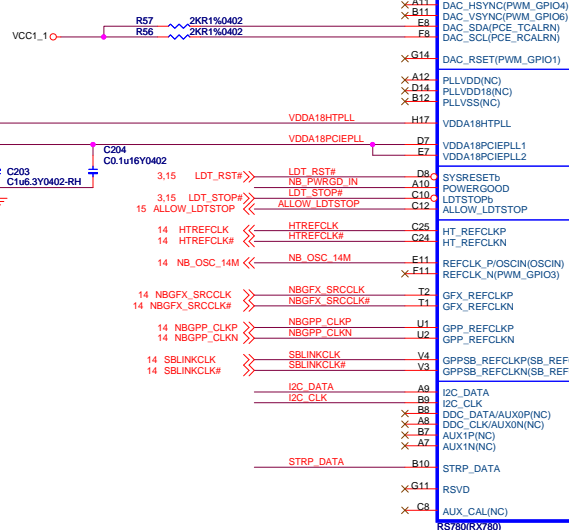 A11 DAC_HSYNC(PWM_GPIO4)
B11 DAC_VSYNC(PWM_GPIO6)
R57 2KR1%0402 E8 DAC_SDA(PCE_TCALRN)
VCC1_1 R56 2KR1%0402 F8 DAC_SCL(PCE_RCALRN)
G14 DAC_RSET(PWM_GPIO1)
A12 PLLVDD(NC)
D14 PLLVDD18(NC)
B12 PLLVSS(NC)
VDDA18HTPLL H17 VDDA18HTPLL
VDDA18PCIEPLL D7 VDDA18PCIEPLL1
E7 VDDA18PCIEPLL2
C204
C0.1u16Y0402
C203
C1u6.3Y0402-RH
3,15 LDT_RST# LDT_RST# D8 SYSRESETb
NB_PWRGD_IN A10 POWERGOOD
3,15 LDT_STOP# LDT_STOP# C10 LDTSTOPb
15 ALLOW_LDTSTOP ALLOW_LDTSTOP C12 ALLOW_LDTSTOP
14 HTREFCLK HTREFCLK C25 HT_REFCLKP
14 HTREFCLK# HTREFCLK# C24 HT_REFCLKN
14 NB_OSC_14M NB_OSC_14M E11 REFCLK_P/OSCIN(OSCIN)
F11 REFCLK_N(PWM_GPIO3)
14 NBGFX_SRCCLK NBGFX_SRCCLK T2 GFX_REFCLKP
14 NBGFX_SRCCLK# NBGFX_SRCCLK# T1 GFX_REFCLKN
14 NBGPP_CLKP NBGPP_CLKP U1 GPP_REFCLKP
14 NBGPP_CLKN NBGPP_CLKN U2 GPP_REFCLKN
14 SBLINKCLK SBLINKCLK V4 GPPSB_REFCLKP(SB_REF
14 SBLINKCLK# SBLINKCLK# V3 GPPSB_REFCLKN(SB_REF
I2C_DATA A9 I2C_DATA
I2C_CLK B9 I2C_CLK
B8 DDC_DATA/AUX0P(NC)
A8 DDC_CLK/AUX0N(NC)
B7 AUX1P(NC)
A7 AUX1N(NC)
STRP_DATA B10 STRP_DATA
G11 RSVD
C8 AUX_CAL(NC)
RS780(RX780)